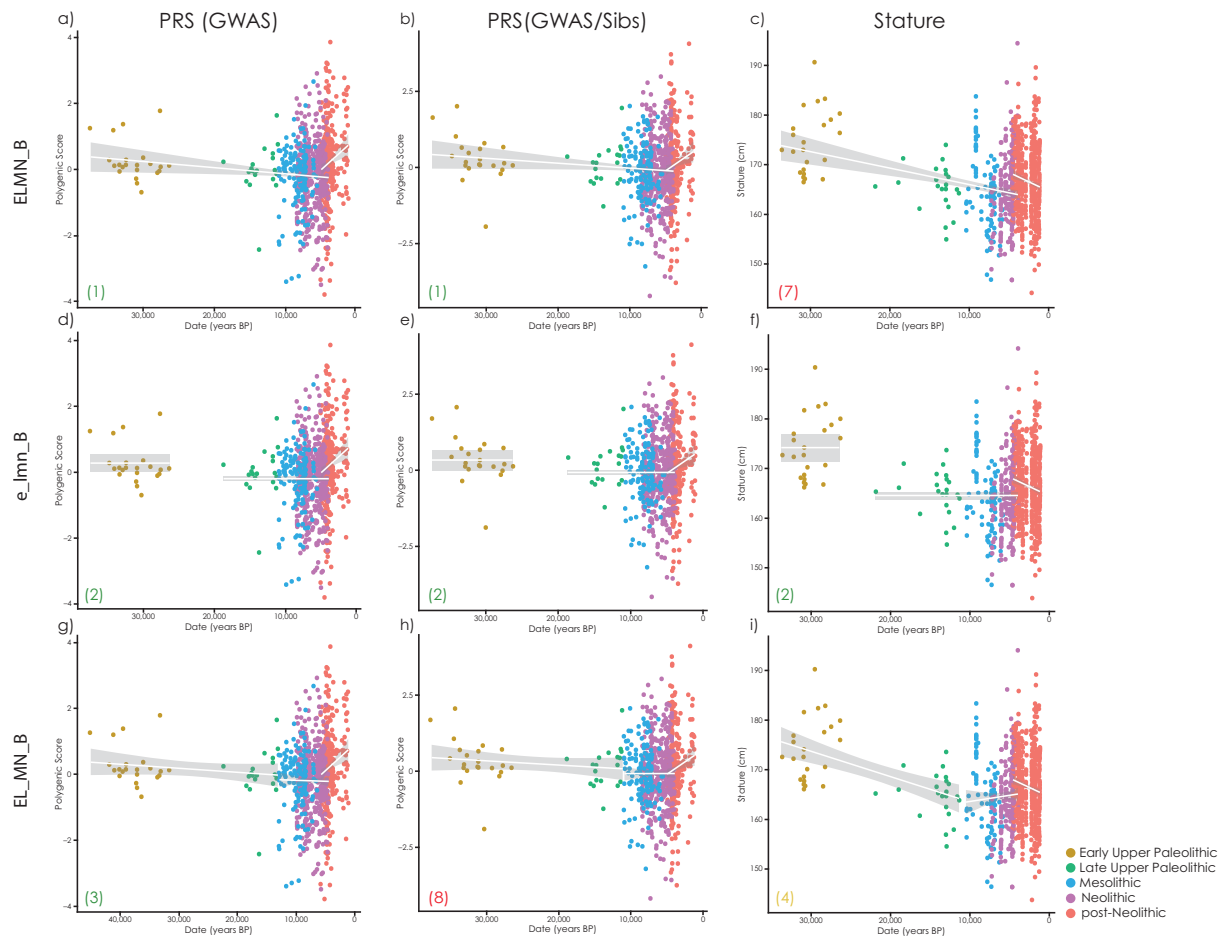 a) PRS (GWAS) b) PRS(GWAS/Sibs) c) Stature
ELMN_B
Polygenic Score
4
2
0
−2
−4
(1)
30,000 20,000 10,000 0
Date (years BP)
2.5
0
−2.5
Polygenic Score
(1)
30,000 20,000 10,000 0
Date (years BP)
190
180
170
160
150
Stature (cm)
(7)
30,000 20,000 10,000 0
Date (years BP)
d) e) f)
e_lmn_B
Polygenic Score
4
2
0
−2
−4
(2)
30,000 20,000 10,000 0
Date (years BP)
2.5
0
−2.5
Polygenic Score
(2)
30,000 20,000 10,000 0
Date (years BP)
190
180
170
160
150
Stature (cm)
(2)
30,000 20,000 10,000 0
Date (years BP)
g) h) i)
EL_MN_B
Polygenic Score
4
2
0
−2
−4
(3)
40,000 30,000 20,000 10,000 0
Date (years BP)
2.5
0
−2.5
Polygenic Score
(8)
30,000 20,000 10,000 0
Date (years BP)
190
180
170
160
150
Stature (cm)
(4)
30,000 20,000 10,000 0
Date (years BP)
Early Upper Paleolithic
Late Upper Paleolithic
Mesolithic
Neolithic
post-Neolithic